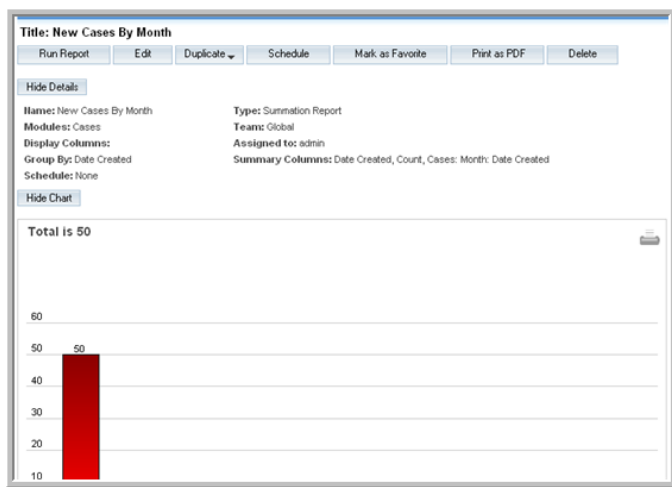 Title: New Cases By Month
Run Report Edit Duplicate Schedule Mark as Favorite Print as PDF Delete
Hide Details
Name: New Cases By Month Type: Summation Report
Modules: Cases Team: Global
Display Columns: Assigned to: admin
Group By: Date Created Summary Columns: Date Created, Count, Cases: Month: Date Created
Schedule: None
Hide Chart
Total is 50
60
50 50
40
30
20
10